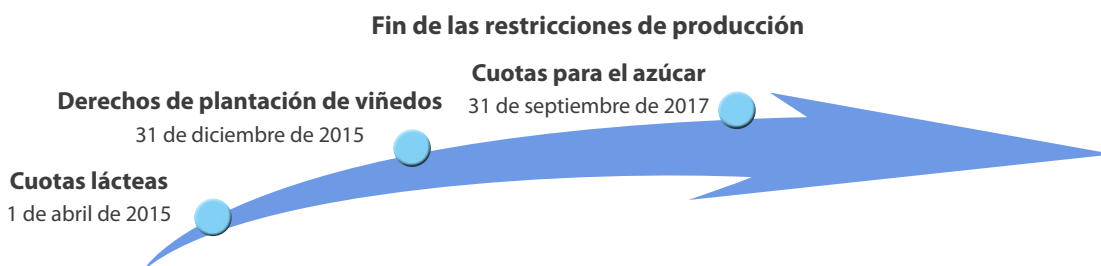 Fin de las restricciones de producción
Cuotas para el azúcar
31 de septiembre de 2017
Derechos de plantación de viñedos
31 de diciembre de 2015
Cuotas lácteas
1 de abril de 2015